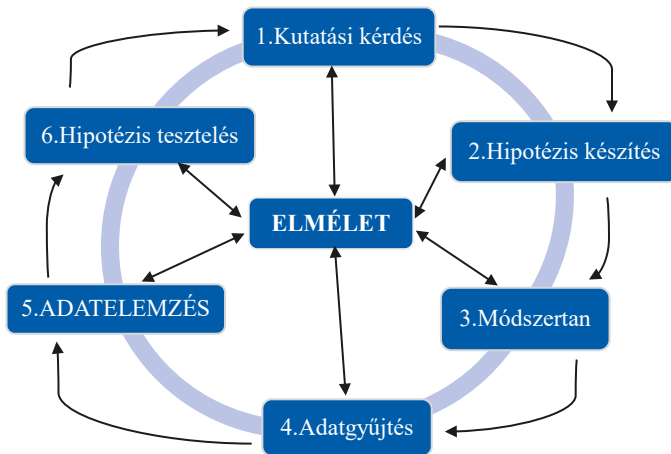 1.Kutatási kérdés
2.Hipotézis készítés
3.Módszertan
4.Adatgyűjtés
5.ADATELEMZÉS
6.Hipotézis tesztelés
ELMÉLET